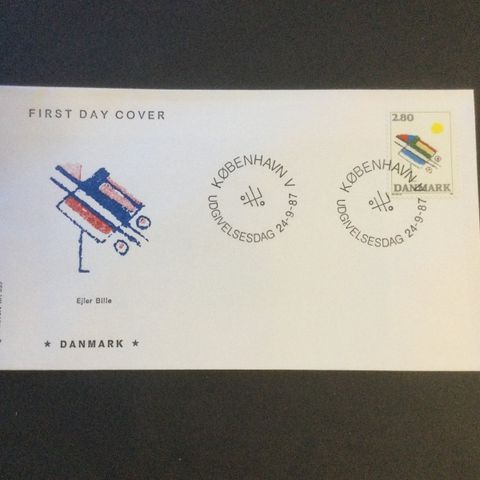 FIRST DAY COVER
Ejler Bille
★ DANMARK ★
KØBENHAVN V
UDGIVELSESDAG 24-9-87
KØBENHAVN V
UDGIVELSESDAG 24-9-87
2.80
DANMARK